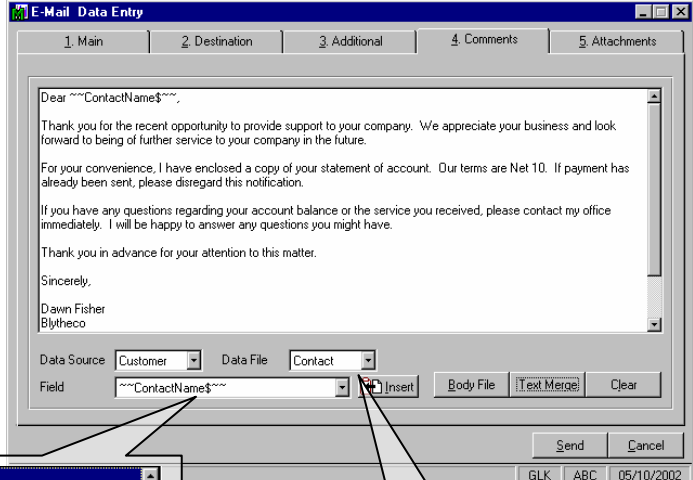 E-Mail Data Entry
1. Main 2. Destination 3. Additional 4. Comments 5. Attachments
Dear ~~ContactName$~~,
Thank you for the recent opportunity to provide support to your company. We appreciate your business and look
forward to being of further service to your company in the future.
For your convenience, I have enclosed a copy of your statement of account. Our terms are Net 10. If payment has
already been sent, please disregard this notification.
If you have any questions regarding your account balance or the service you received, please contact my office
immediately. I will be happy to answer any questions you might have.
Thank you in advance for your attention to this matter.
Sincerely,
Dawn Fisher
Blytheco
Data Source Customer Data File Contact
Field ~~ContactName$~~ Insert Body File Text Merge Clear
Send Cancel
GLK ABC 05/10/2002